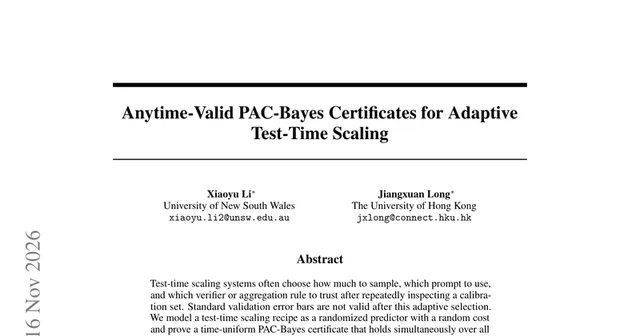 Anytime-Valid PAC-Bayes Certificates for Adaptive
Test-Time Scaling
Xiaoyu Li*
University of New South Wales
xiaoyu.li2@unsw.edu.au
Jiangxuan Long*
The University of Hong Kong
jxlong@connect.hku.hk
Abstract
Test-time scaling systems often choose how much to sample, which prompt to use,
and which verifier or aggregation rule to trust after repeatedly inspecting a calibra-
tion set. Standard validation error bars are not valid after this adaptive selection.
We model a test-time scaling recipe as a randomized predictor with a random cost
and prove a time-uniform PAC-Bayes certificate that holds simultaneously over all
16 Nov 2026